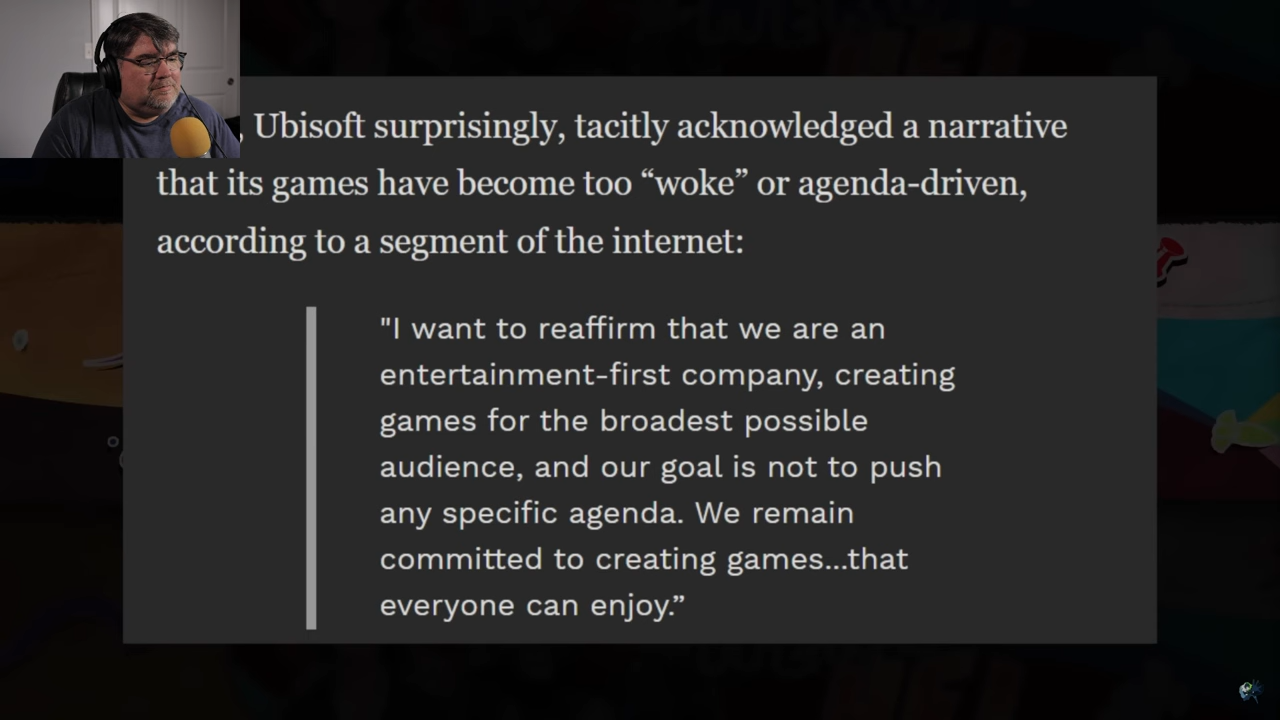 , Ubisoft surprisingly, tacitly acknowledged a narrative
that its games have become too “woke” or agenda-driven,
according to a segment of the internet:
"I want to reaffirm that we are an
entertainment-first company, creating
games for the broadest possible
audience, and our goal is not to push
any specific agenda. We remain
committed to creating games...that
everyone can enjoy.”